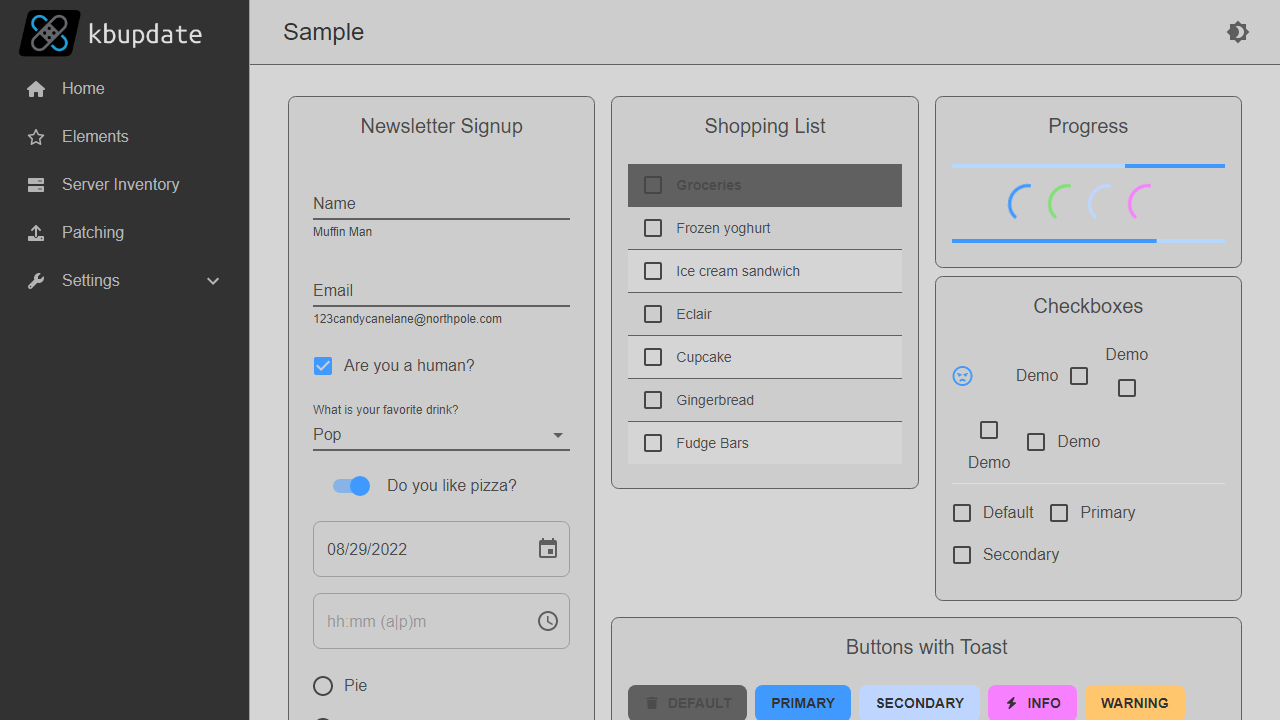 kbupdate
Home
Elements
Server Inventory
Patching
Settings
Sample
Newsletter Signup
Name
Muffin Man
Email
123candycanelane@northpole.com
Are you a human?
What is your favorite drink?
Pop
Do you like pizza?
08/29/2022
hh:mm (a|p)m
Pie
Shopping List
Groceries
Frozen yoghurt
Ice cream sandwich
Eclair
Cupcake
Gingerbread
Fudge Bars
Progress
Checkboxes
Demo
Demo
Demo
Demo
Default
Primary
Secondary
Buttons with Toast
DEFAULT
PRIMARY
SECONDARY
INFO
WARNING